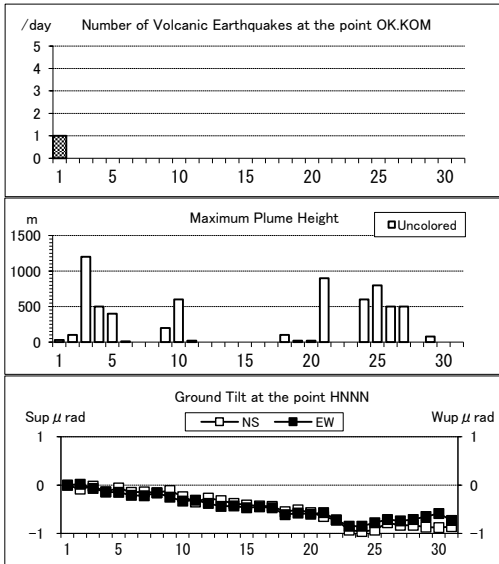 /day Number of Volcanic Earthquakes at the point OK.KOM
5
4
3
2
1
0
1 5 10 15 20 25 30
m Maximum Plume Height
Uncolored
1500
1000
500
0
1 5 10 15 20 25 30
Ground Tilt at the point HNNN
Sup μ rad NS EW Wup μ rad
1 1
0 0
−1 −1
1 5 10 15 20 25 30